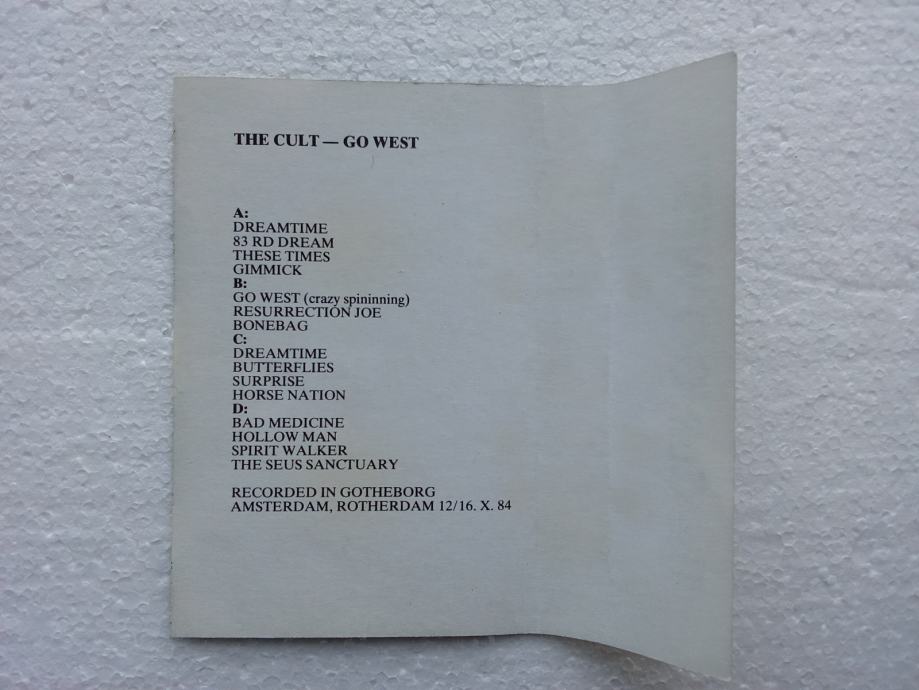 THE CULT — GO WEST
A:
DREAMTIME
83 RD DREAM
THESE TIMES
GIMMICK
B:
GO WEST (crazy spininning)
RESURRECTION JOE
BONEBAG
C:
DREAMTIME
BUTTERFLIES
SURPRISE
HORSE NATION
D:
BAD MEDICINE
HOLLOW MAN
SPIRIT WALKER
THE SEUS SANCTUARY
RECORDED IN GOTHEBORG
AMSTERDAM, ROTHERDAM 12/16. X. 84